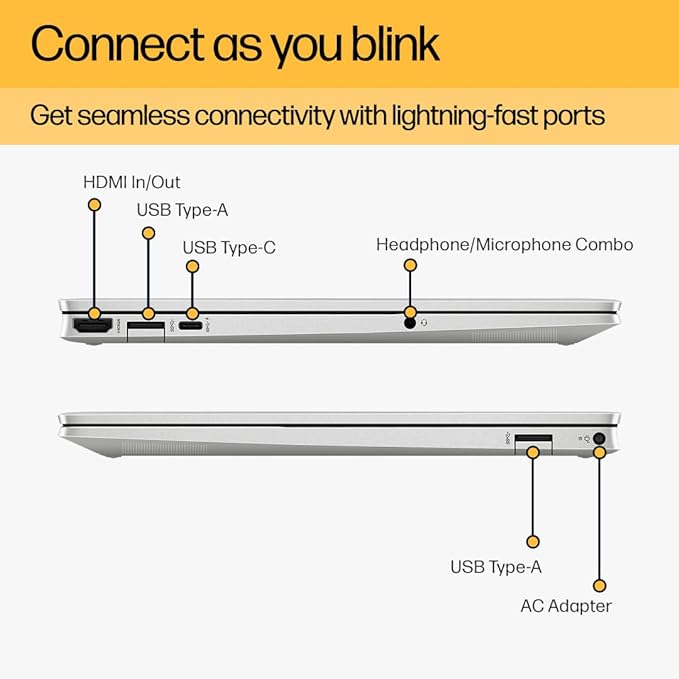 Connect as you blink
Get seamless connectivity with lightning-fast ports
HDMI In/Out
USB Type-A
USB Type-C
Headphone/Microphone Combo
HDMI
USB Type-A
AC Adapter